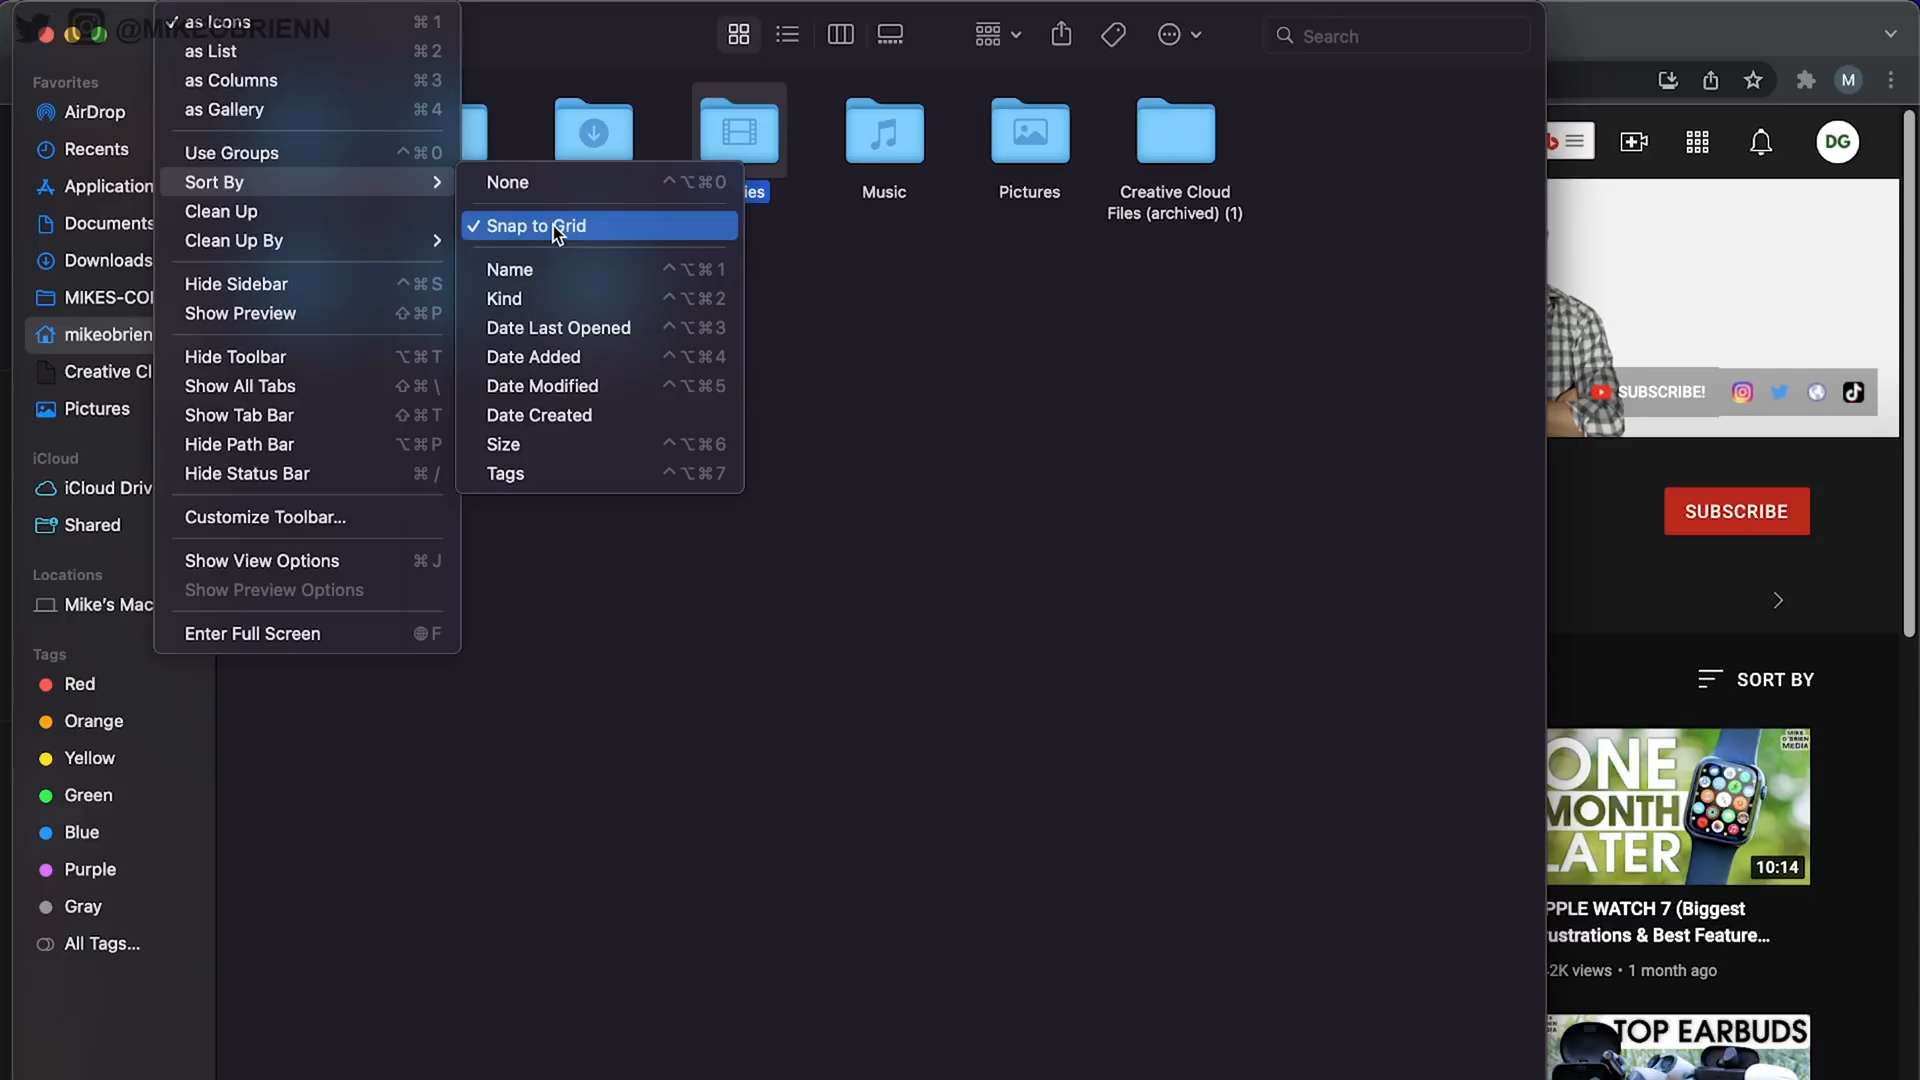 @MIKEOBRIENN
✓ as Icons ⌘1
as List ⌘2
as Columns ⌘3
as Gallery ⌘4
Use Groups ^⌘0
Sort By
Clean Up
Clean Up By
Hide Sidebar ^⌘S
Show Preview ⇧⌘P
Hide Toolbar ⌥⌘T
Show All Tabs ⇧⌘\
Show Tab Bar ⇧⌘T
Hide Path Bar ⌥⌘P
Hide Status Bar ⌘/
Customize Toolbar...
Show View Options ⌘J
Show Preview Options
Enter Full Screen F
None ^⌥⌘0
✓ Snap to Grid
Name ^⌥⌘1
Kind ^⌥⌘2
Date Last Opened ^⌥⌘3
Date Added ^⌥⌘4
Date Modified ^⌥⌘5
Date Created
Size ^⌥⌘6
Tags ^⌥⌘7
Favorites
AirDrop
Recents
Application
Documents
Downloads
MIKES-CO
mikeobrien
Creative Cl
Pictures
iCloud
iCloud Driv
Shared
Locations
Mike's Mac
Tags
Red
Orange
Yellow
Green
Blue
Purple
Gray
All Tags...
Search
ies
Music
Pictures
Creative Cloud
Files (archived) (1)
M
b
DG
SUBSCRIBE!
SUBSCRIBE
SORT BY
MIKE
O'BRIEN
MEDIA
ONE
MONTH
LATER
10:14
PPLE WATCH 7 (Biggest
ustrations & Best Feature...
2K views • 1 month ago
TOP EARBUDS